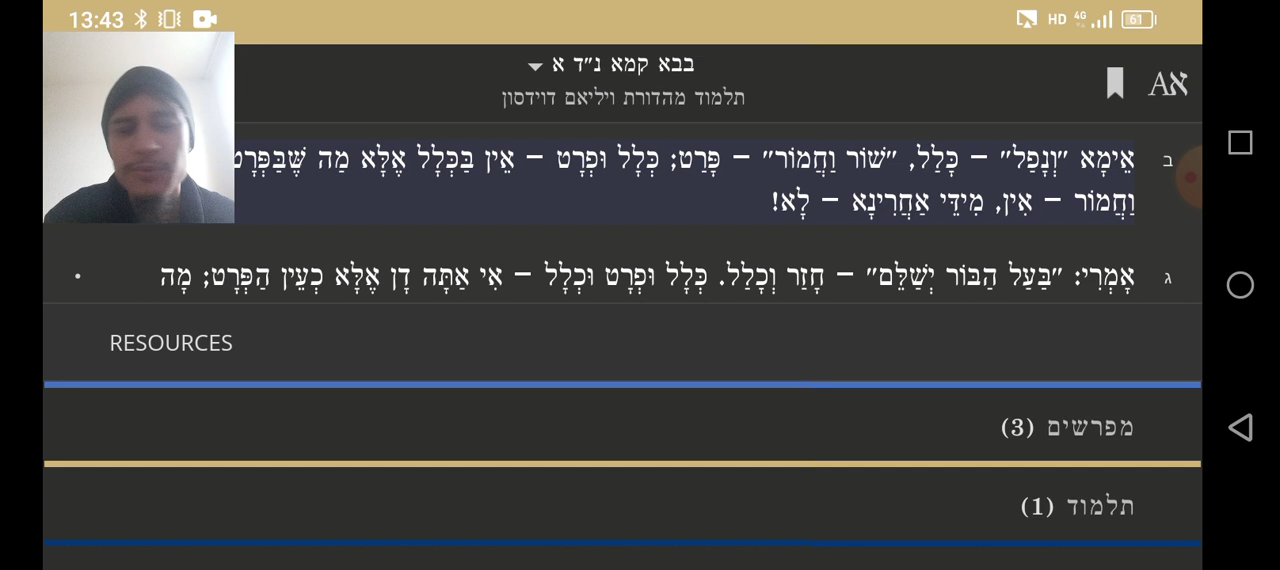 13:43
HD 4G 61
בבא קמא נ״ד א
תלמוד מהדורת ויליאם דוידסון
אA
ב אֵימָא ״וְנָפַל״ – כָּלַל, ״שׁוֹר וַחֲמוֹר״ – פָּרַט; כְּלָל וּפְרָט – אֵין בַּכְּלָל אֶלָּא מַה שֶּׁבַּפְּרָט
וַחֲמוֹר – אִין, מִידֵּי אַחֲרִינָא – לָא!
ג אָמְרִי: ״בַּעַל הַבּוֹר יְשַׁלֵּם״ – חָזַר וְכָלַל. כְּלָל וּפְרָט וּכְלָל – אִי אַתָּה דָן אֶלָּא כְּעֵין הַפְּרָט; מָה
RESOURCES
מפרשים (3)
תלמוד (1)